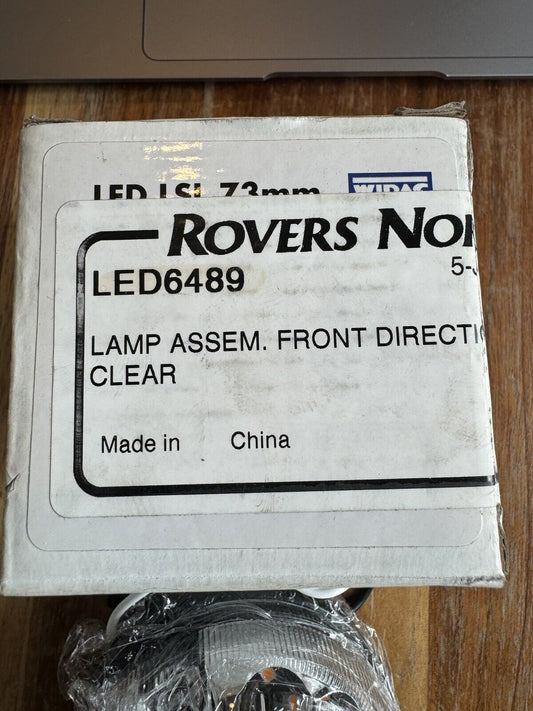 LED LSL 73mm WIPAC
ROVERS NO
LED6489
5-
LAMP ASSEM. FRONT DIRECTI
CLEAR
Made in China